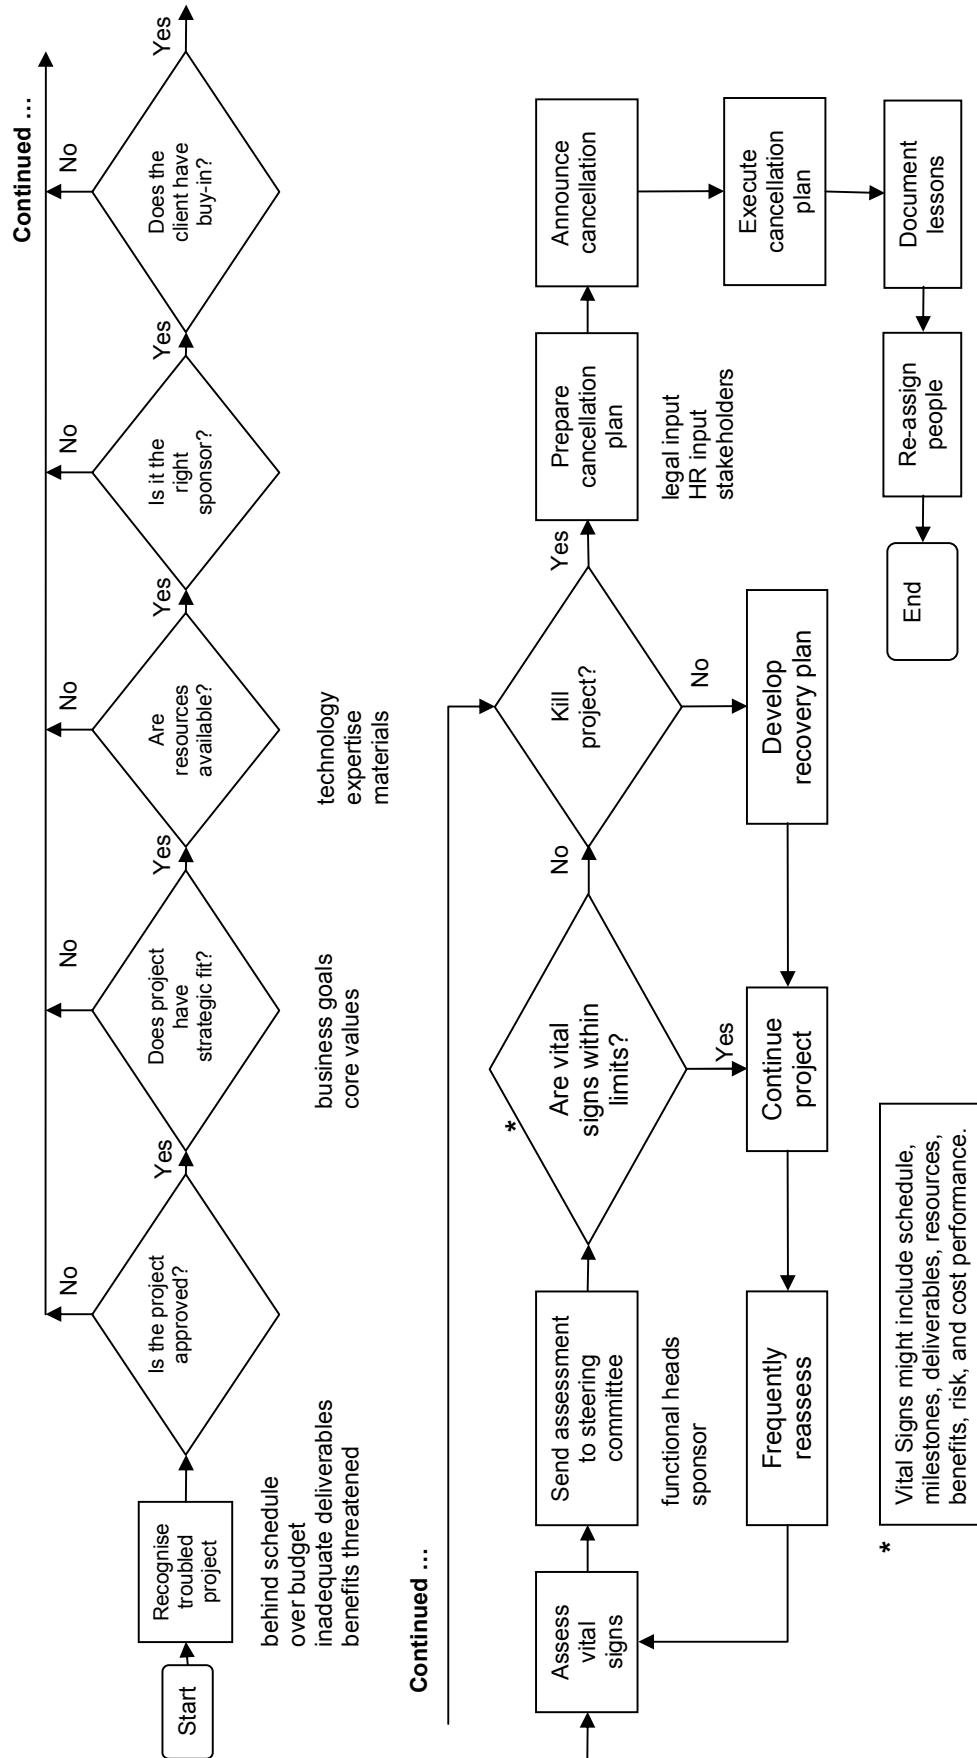 Continued ...
Start
Recognise
troubled
project
behind schedule
over budget
inadequate deliverables
benefits threatened
Is the project
approved?
No
Yes
Does project
have
strategic fit?
business goals
core values
No
Yes
Are
resources
available?
technology
expertise
materials
No
Yes
Is it the
right
sponsor?
No
Yes
Does the
client have
buy-in?
No
Yes
Continued ...
Assess
vital
signs
Send assessment
to steering
committee
functional heads
sponsor
*
Are vital
signs within
limits?
No
Yes
Kill
project?
Yes
No
Prepare
cancellation
plan
legal input
HR input
stakeholders
Announce
cancellation
Execute
cancellation
plan
Document
lessons
Re-assign
people
End
Develop
recovery plan
Continue
project
Frequently
reassess
*
Vital Signs might include schedule,
milestones, deliverables, resources,
benefits, risk, and cost performance.